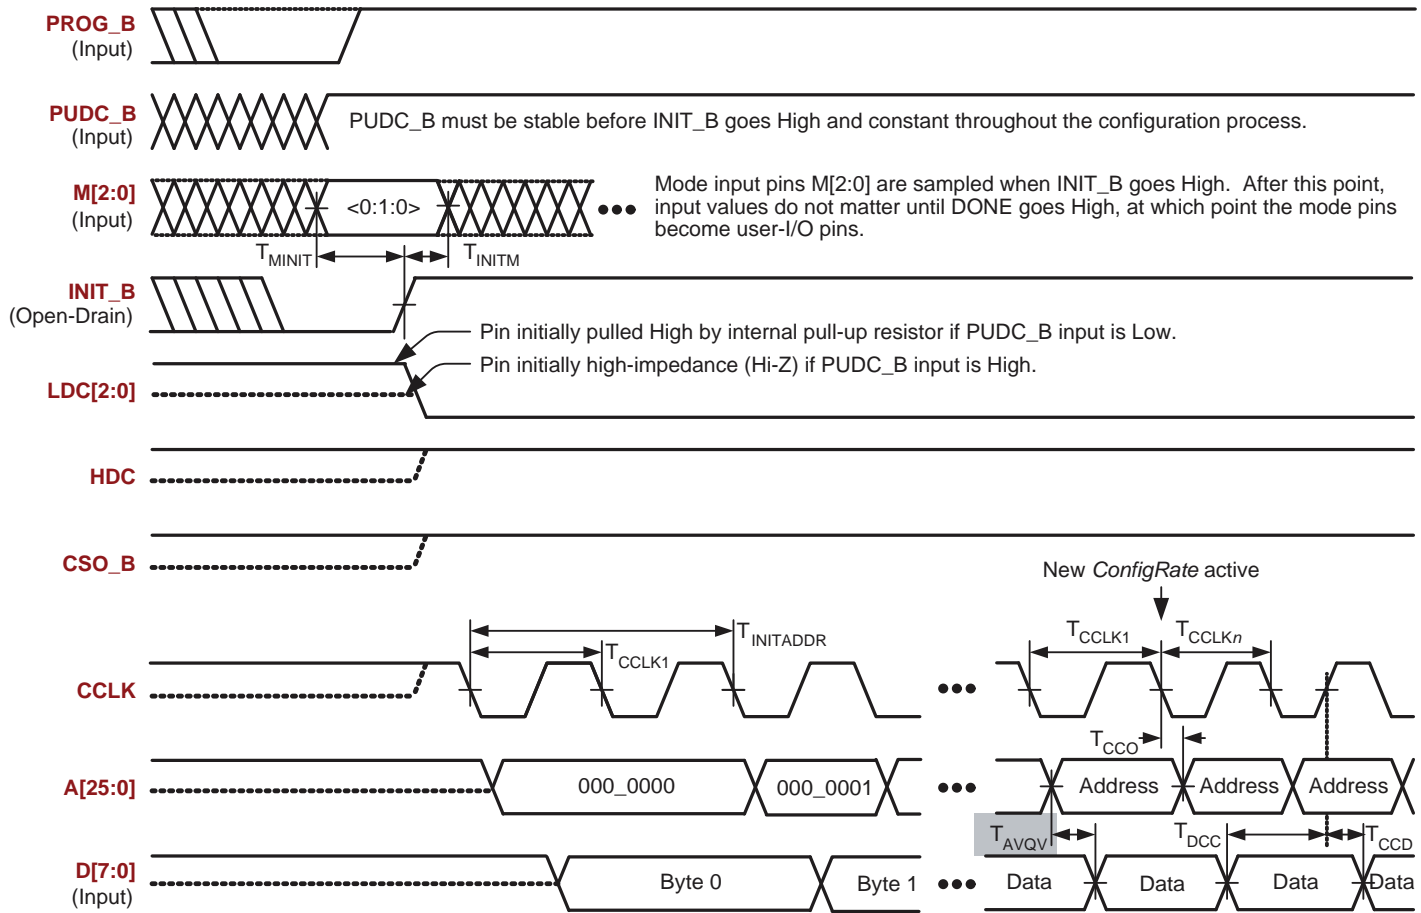 PROG_B
(Input)
PUDC_B
(Input)
PUDC_B must be stable before INIT_B goes High and constant throughout the configuration process.
M[2:0]
(Input)
<0:1:0>
Mode input pins M[2:0] are sampled when INIT_B goes High. After this point,
input values do not matter until DONE goes High, at which point the mode pins
become user-I/O pins.
TMINIT
TINITM
INIT_B
(Open-Drain)
Pin initially pulled High by internal pull-up resistor if PUDC_B input is Low.
Pin initially high-impedance (Hi-Z) if PUDC_B input is High.
LDC[2:0]
HDC
CSO_B
New ConfigRate active
TINITADDR
TCCLK1
TCCLK1
TCCLKn
CCLK
TCCO
A[25:0]
000_0000
000_0001
Address
Address
Address
TAVQV
TDCC
TCCD
D[7:0]
(Input)
Byte 0
Byte 1
Data
Data
Data
Data